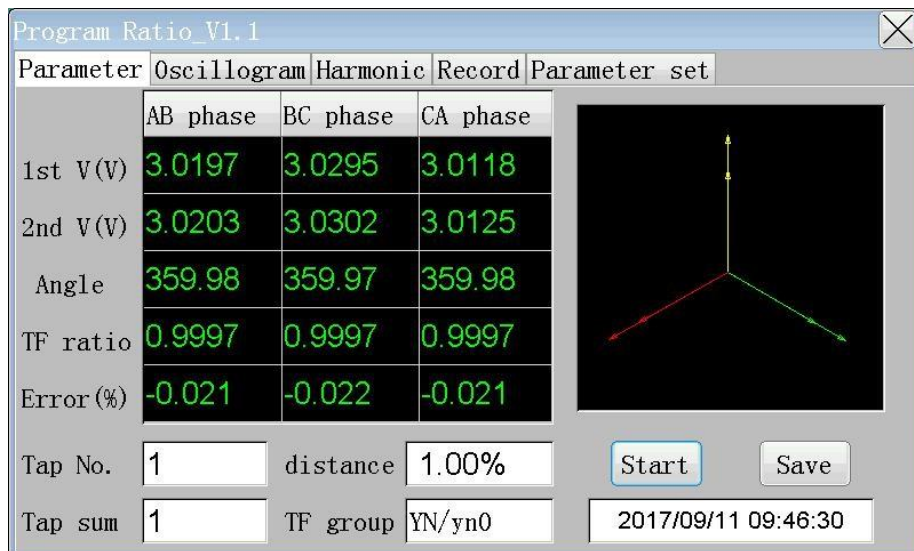 Program Ratio_V1.1
Parameter Oscillogram Harmonic Record Parameter set
AB phase BC phase CA phase
1st V(V) 3.0197 3.0295 3.0118
2nd V(V) 3.0203 3.0302 3.0125
Angle 359.98 359.97 359.98
TF ratio 0.9997 0.9997 0.9997
Error(%) -0.021 -0.022 -0.021
Tap No. 1 distance 1.00% Start Save
Tap sum 1 TF group YN/yn0 2017/09/11 09:46:30